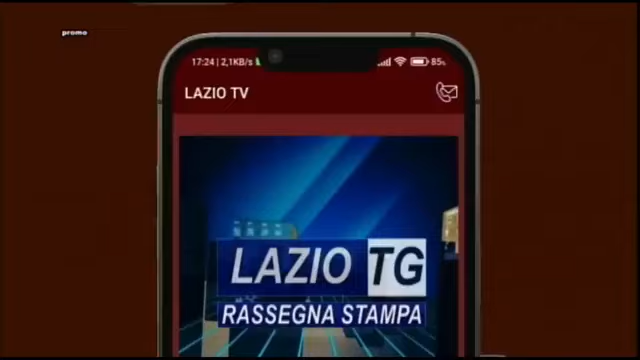 promo
17:24 | 2,1KB/s
85%
LAZIO TV
LAZIO TG
RASSEGNA STAMPA